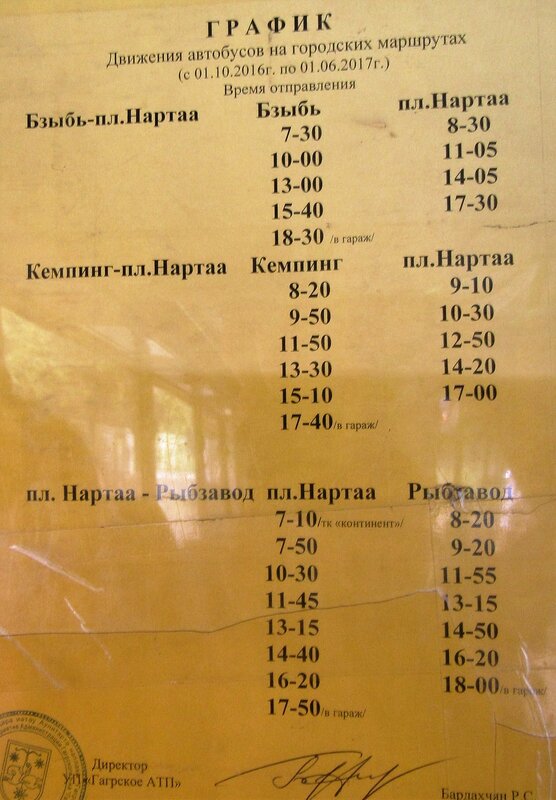 ГРАФИК
Движения автобусов на городских маршрутах
(с 01.10.2016г. по 01.06.2017г.)
Время отправления
Бзыбь-пл.Нартаа Бзыбь пл.Нартаа
7-30 8-30
10-00 11-05
13-00 14-05
15-40 17-30
18-30 /в гараж/
Кемпинг-пл.Нартаа Кемпинг пл.Нартаа
8-20 9-10
9-50 10-30
11-50 12-50
13-30 14-20
15-10 17-00
17-40/в гараж/
пл. Нартаа - Рыбзавод пл.Нартаа Рыбзавод
7-10/тк «континент»/ 8-20
7-50 9-20
10-30 11-55
11-45 13-15
13-15 14-50
14-40 16-20
16-20 18-00/в гараж/
17-50/в гараж/
Директор
УП«Гагрское АТП»
Бардахчян Р.С